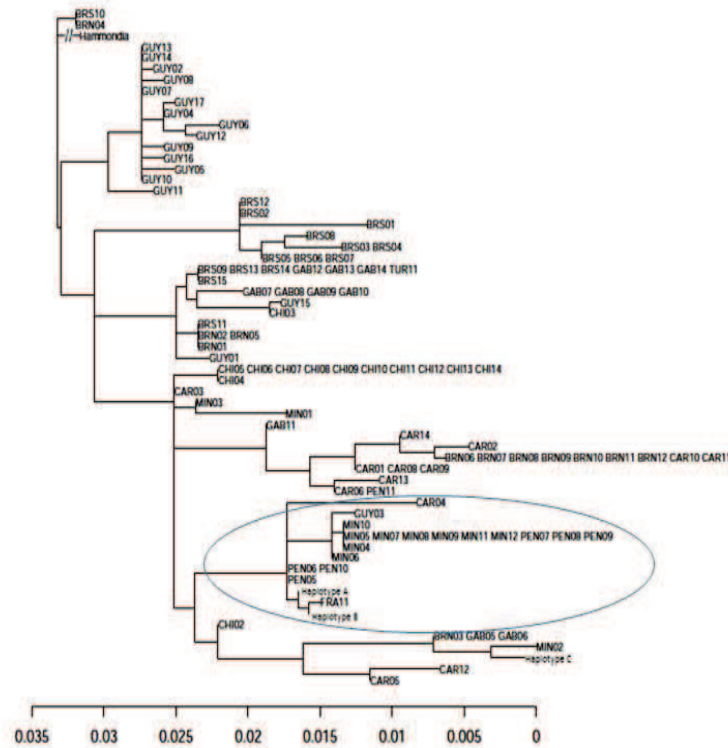 BRS10
BRN04
Hammondia
GUY13
GUY14
GUY02
GUY08
GUY07
GUY17
GUY04
GUY06
GUY12
GUY09
GUY16
GUY05
GUY10
GUY11
BRS12
BRS02
BRS01
BRS08
BRS03 BRS04
BRS05 BRS06 BRS07
BRS09 BRS13 BRS14 GAB12 GAB13 GAB14 TUR11
BRS15
GAB07 GAB08 GAB09 GAB10
GUY15
CHI03
BRS11
BRN02 BRN05
BRN01
GUY01
CHI05 CHI06 CHI07 CHI08 CHI09 CHI10 CHI11 CHI12 CHI13 CHI14
CHI04
CAR03
MIN03
MIN01
GAB11
CAR14
CAR02
BRN06 BRN07 BRN08 BRN09 BRN10 BRN11 BRN12 CAR10 CAR11
CAR01 CAR08 CAR09
CAR13
CAR06 PEN11
CAR04
GUY03
MIN10
MIN05 MIN07 MIN08 MIN09 MIN11 MIN12 PEN07 PEN08 PEN09
MIN04
MIN06
PEN06 PEN10
PEN05
Haplotype A
FRA11
Haplotype B
CHI02
BRN03 GAB05 GAB06
MIN02
Haplotype C
CAR12
CAR05
0.035 0.03 0.025 0.02 0.015 0.01 0.005 0